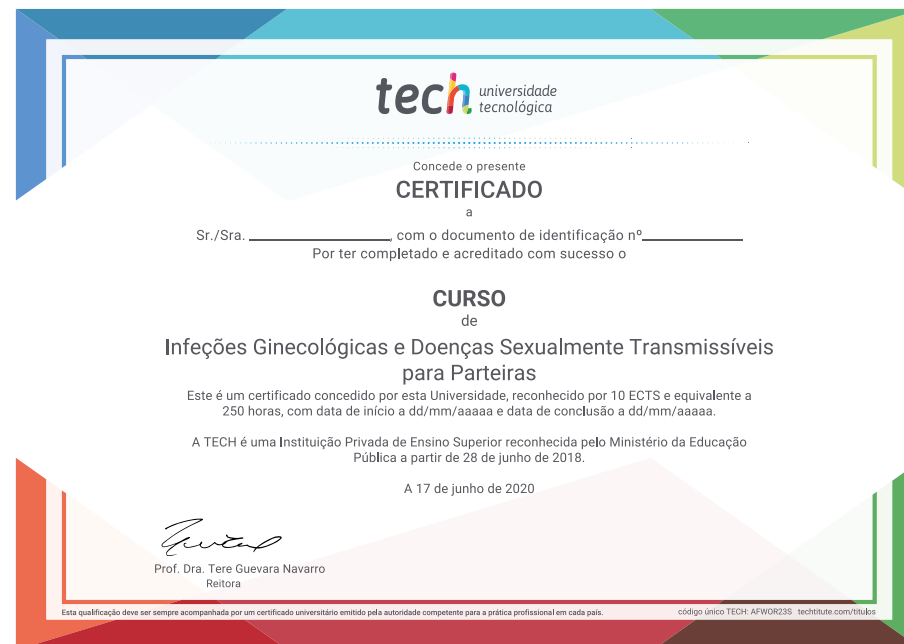 tech universidade
tecnológica
Concede o presente
CERTIFICADO
a
Sr./Sra. ____________________, com o documento de identificação nº______________
Por ter completado e acreditado com sucesso o
CURSO
de
Infeções Ginecológicas e Doenças Sexualmente Transmissíveis
para Parteiras
Este é um certificado concedido por esta Universidade, reconhecido por 10 ECTS e equivalente a
250 horas, com data de início a dd/mm/aaaaa e data de conclusão a dd/mm/aaaaa.
A TECH é uma Instituição Privada de Ensino Superior reconhecida pelo Ministério da Educação
Pública a partir de 28 de junho de 2018.
A 17 de junho de 2020
Prof. Dra. Tere Guevara Navarro
Reitora
Esta qualificação deve ser sempre acompanhada por um certificado universitário emitido pela autoridade competente para a prática profissional em cada país. código único TECH: AFWOR23S techtitute.com/titulos